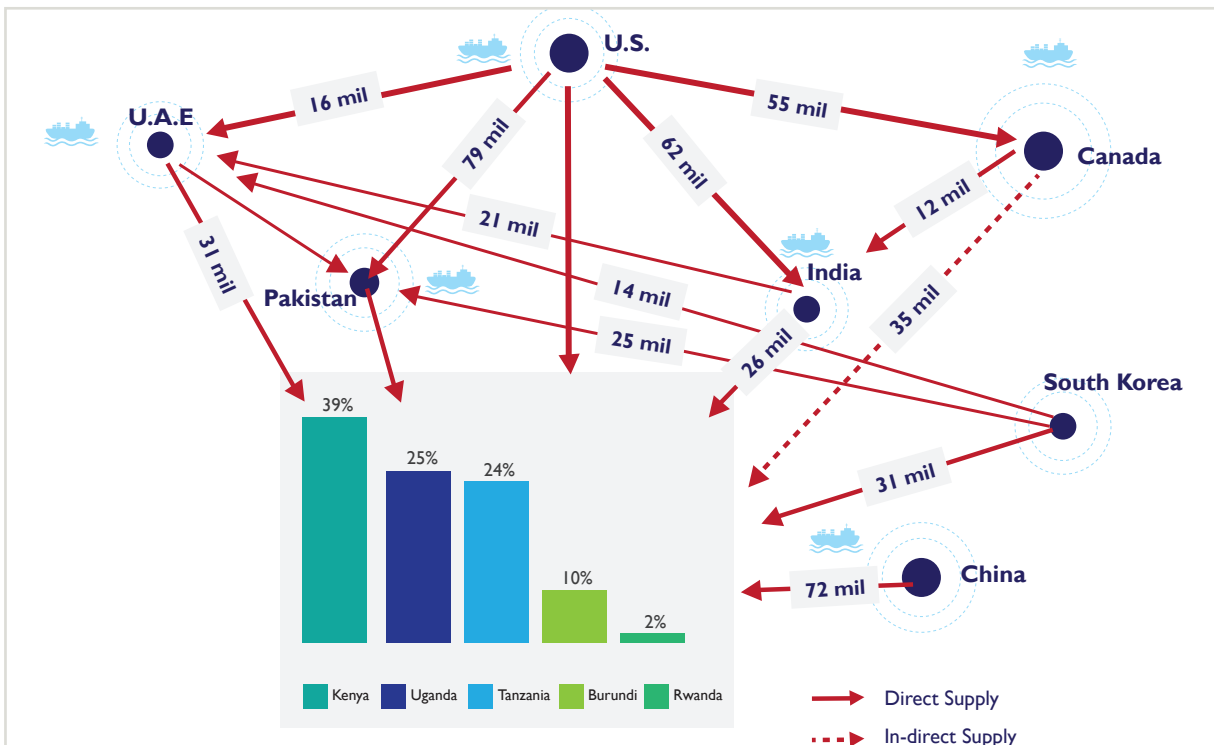 U.S.
16 mil
55 mil
U.A.E
79 mil
62 mil
Canada
12 mil
21 mil
31 mil
India
Pakistan
14 mil
35 mil
25 mil
26 mil
South Korea
39%
25%
24%
31 mil
China
72 mil
10%
2%
Kenya
Uganda
Tanzania
Burundi
Rwanda
Direct Supply
In-direct Supply